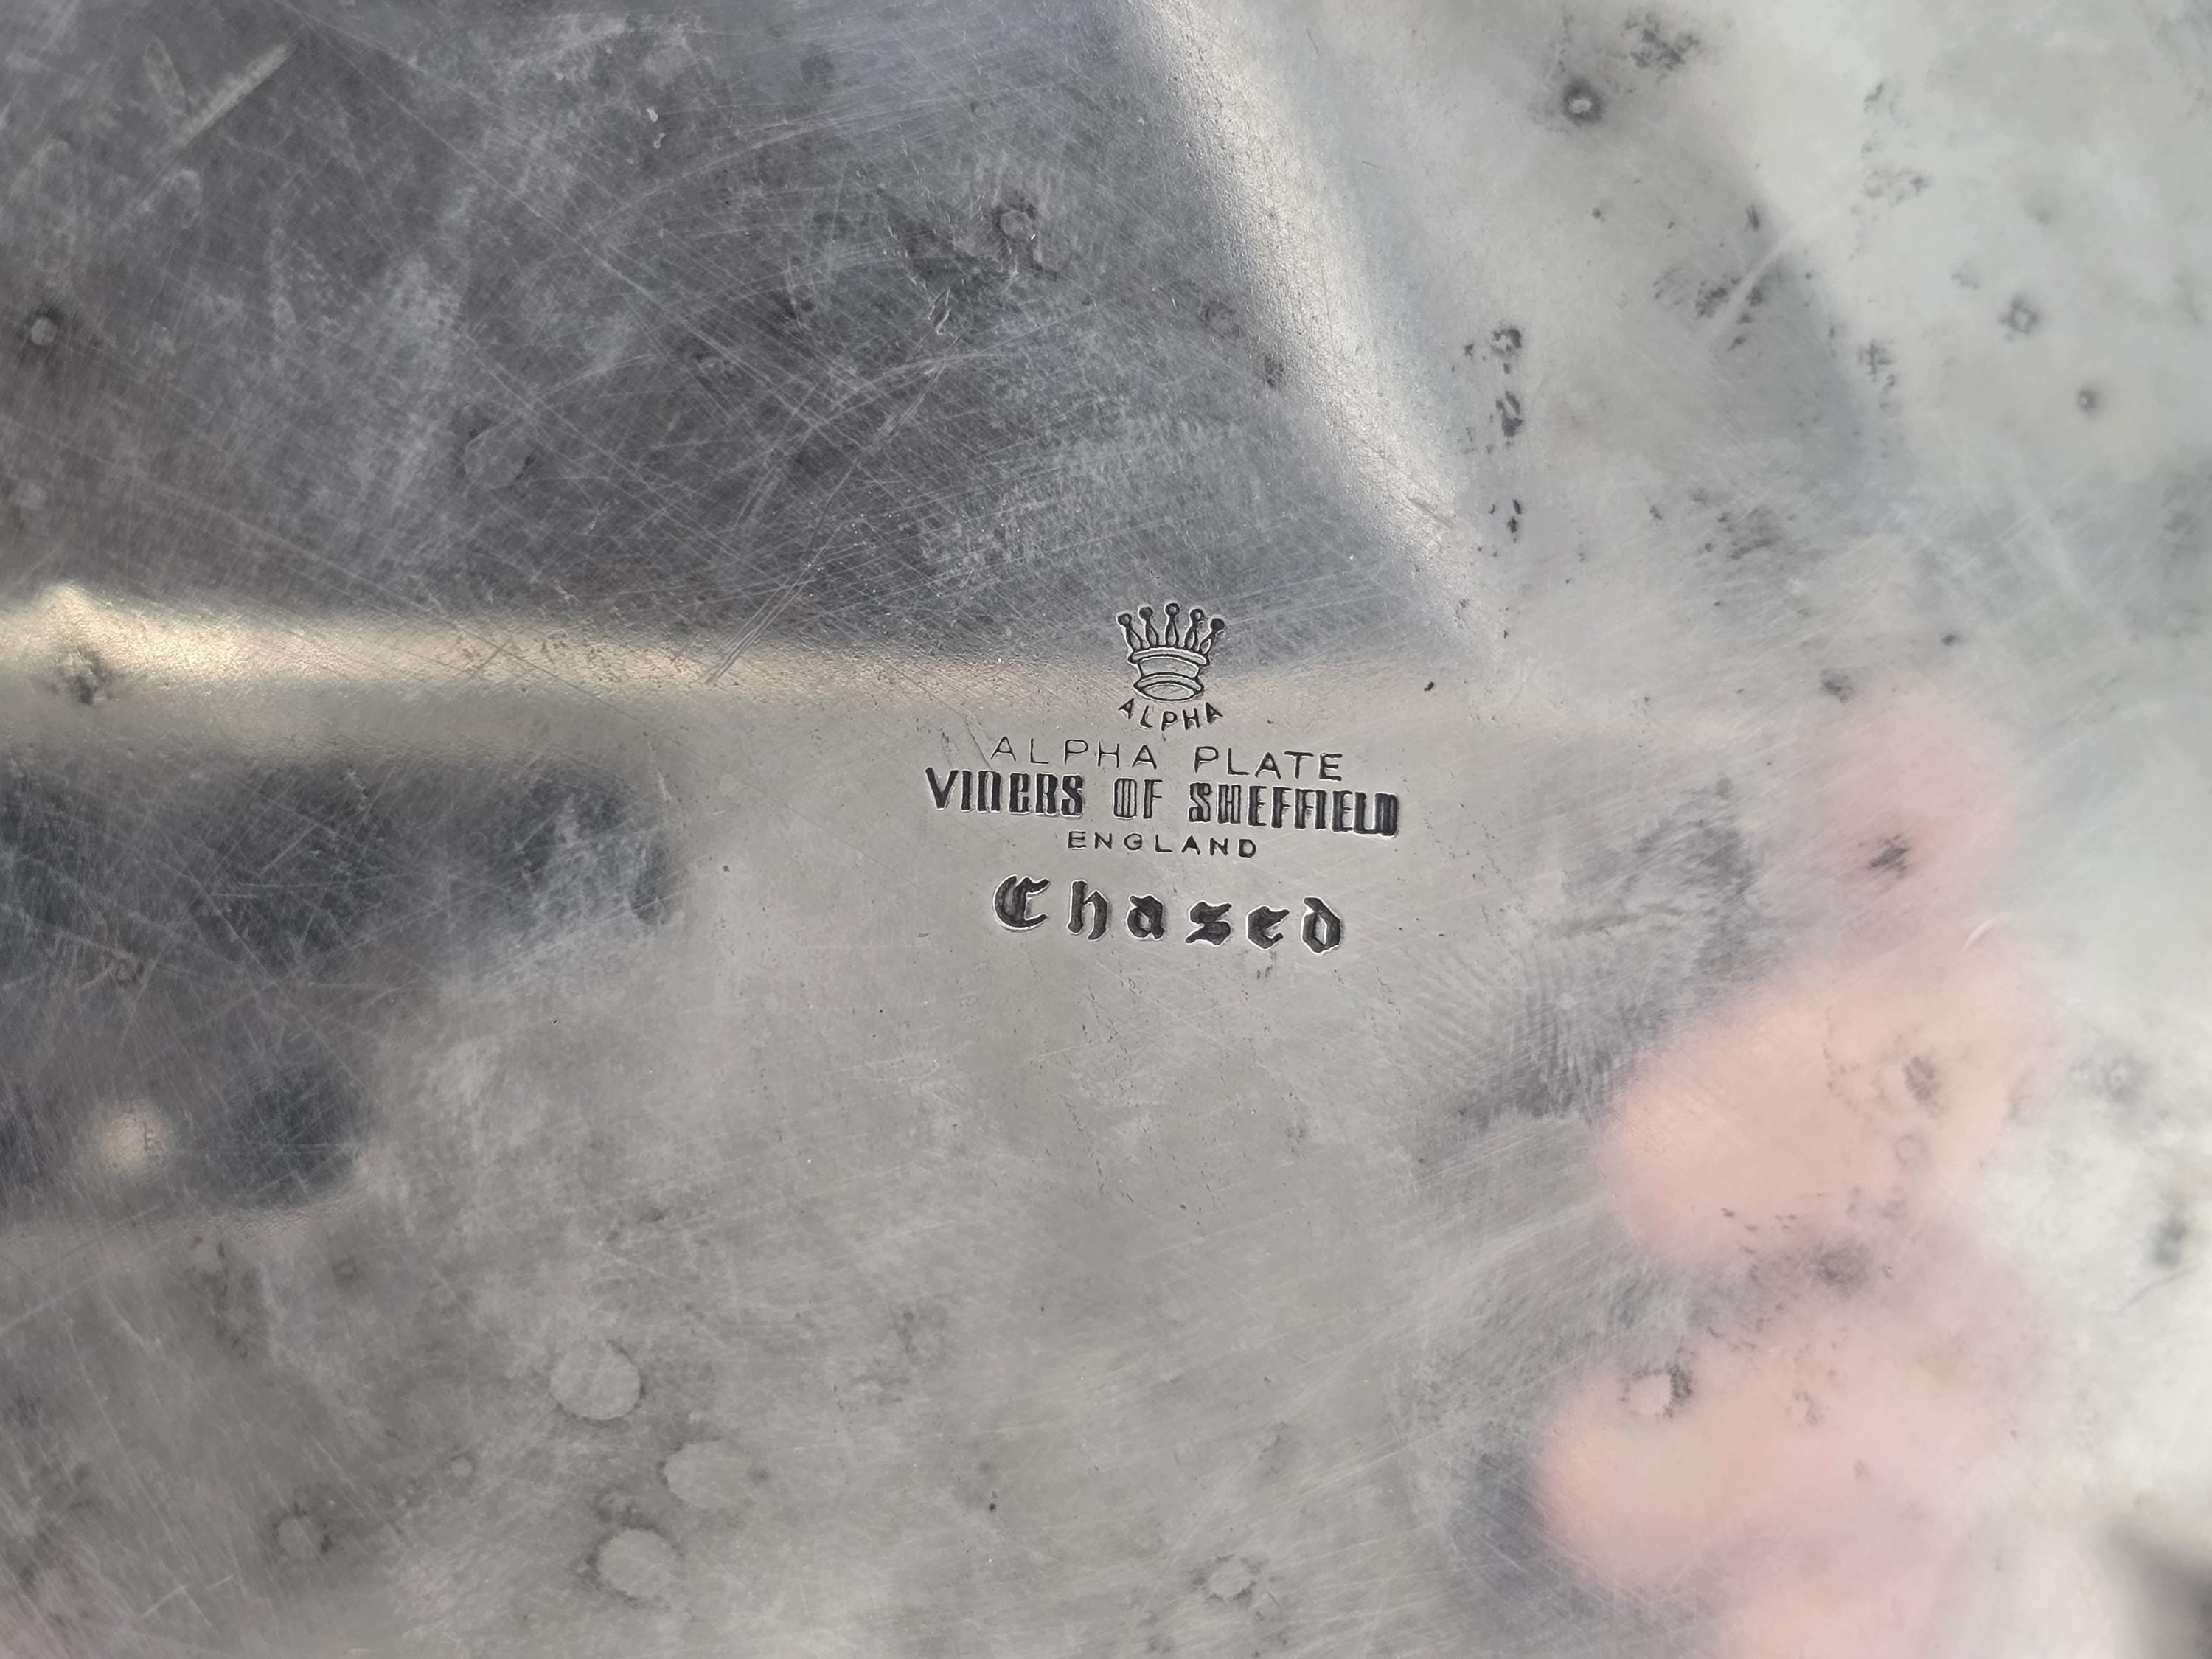 ALPHA
ALPHA PLATE
VINERS OF SHEFFIELD
ENGLAND
Chased